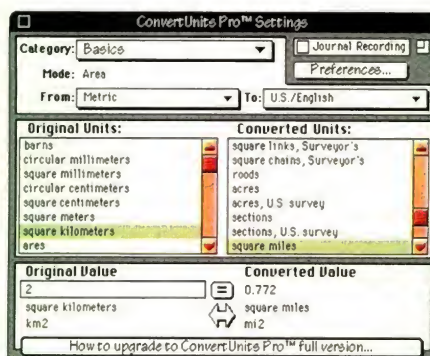 ConvertUnits Pro™ Settings
Category: Basics
Journal Recording
Mode: Area
Preferences...
From: Metric To: U.S./English
Original Units:
barns
circular millimeters
square millimeters
circular centimeters
square centimeters
square meters
square kilometers
ares
Converted Units:
square links, Surveyor's
square chains, Surveyor's
roods
acres
acres, U.S. survey
sections
sections, U.S. survey
square miles
Original Value
2
square kilometers
km2
=
Converted Value
0.772
square miles
mi2
How to upgrade to ConvertUnits Pro™ full version...